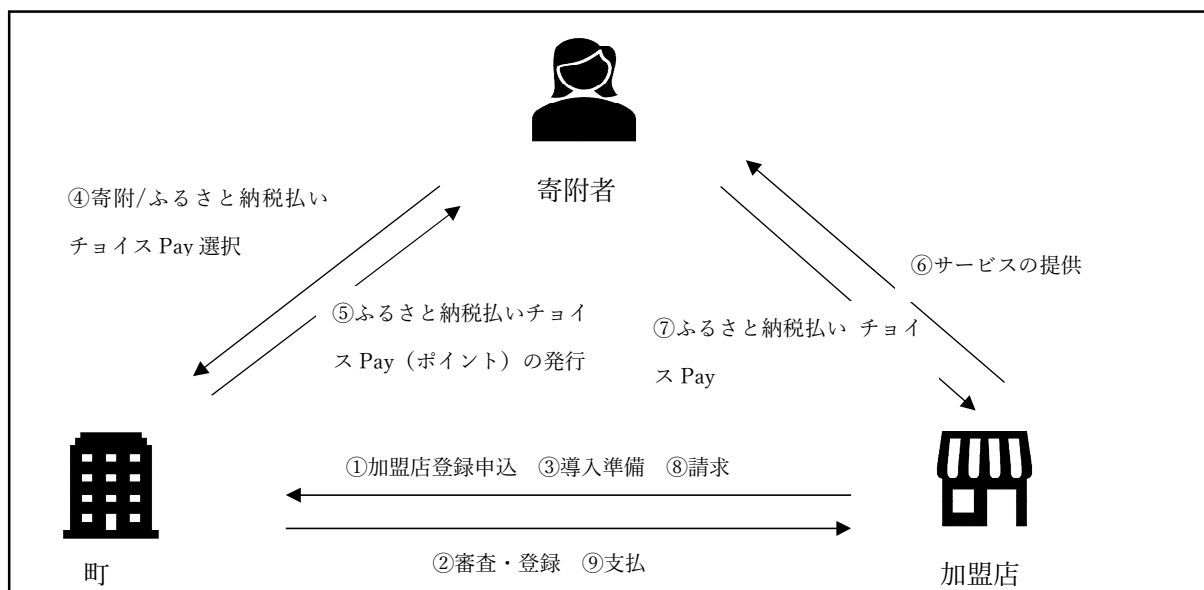 寄附者
④寄附/ふるさと納税払い
チョイス Pay 選択
⑥サービスの提供
⑤ふるさと納税払いチョイ
ス Pay（ポイント）の発行
⑦ふるさと納税払い チョイ
ス Pay
①加盟店登録申込 ③導入準備 ⑧請求
②審査・登録 ⑨支払
町
加盟店